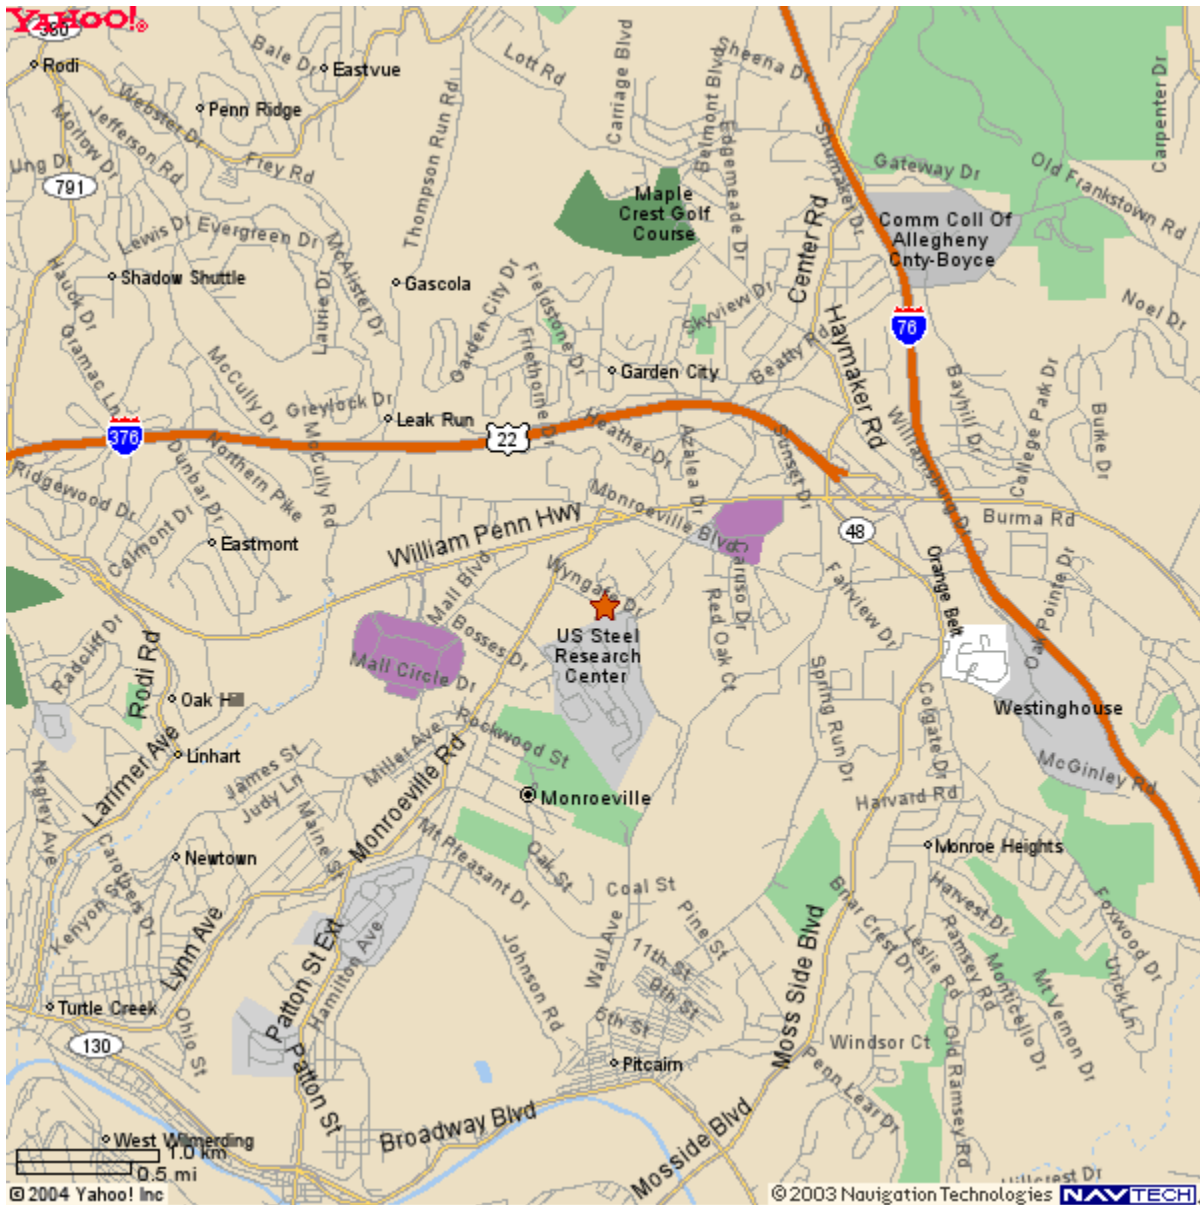 YAHOO!®
380
Rodi
Bale Dr
Eastvue
Lott Rd
Carriage Blvd
Belmont Blvd
Sheena Dr
Carpenter Dr
Penn Ridge
Webster Dr
Jefferson Rd
Morlow Dr
Frey Rd
Thompson Run Rd
Edgemeade Dr
Shumaker Dr
Gateway Dr
Old Frankstown Rd
Ung Dr
791
Maple
Crest Golf
Course
Center Rd
Comm Coll Of
Allegheny
Cnty-Boyce
Lewis Dr
Evergreen Dr
McAlister Dr
Laurie Dr
Shadow Shuttle
Gascola
Hauck Dr
Oramac Ln
Garden City Dr
Fieldstone Dr
Firethorne Dr
Skyview Dr
Noel Dr
76
Haymaker Rd
Beatty Rd
Garden City
McCully Dr
Greylock Dr
Leak Run
Bayhill Dr
College Park Dr
Burke Dr
Williamsburg Dr
376
22
Heather Dr
Azalea Dr
Sunset Dr
Northern Pike
McCully Rd
Dunbar Dr
Ridgewood Dr
Calmont Dr
Eastmont
William Penn Hwy
Monroeville Blvd
48
Burma Rd
Orange Belt
Oak Pointe Dr
Mall Blvd
Wyngate Dr
Caruso Dr
Red Oak Ct
Fairview Dr
US Steel
Research
Center
Bosses Dr
Mall Circle Dr
Radcliff Dr
Rodi Rd
Oak Hill
Spring Run Dr
Colgate Dr
Westinghouse
Rockwood St
Miller Ave
Monroeville Rd
Linhart
Larimer Ave
James St
Judy Ln
Maine St
Negley Ave
McGinley Rd
Harvard Rd
Monroeville
Mt Pleasant Dr
Oak St
Monroe Heights
Newtown
Carothers Dr
Kenyon St
Lynn Ave
Coal St
Pine St
Wall Ave
Briar Crest Dr
Harvest Dr
Foxwood Dr
Leslie Rd
Ramsey Rd
Monticello Dr
Mt Vernon Dr
Urick Ln
Patton St Ext
Hamilton Ave
Johnson Rd
11th St
9th St
5th St
Moss Side Blvd
Turtle Creek
Ohio St
130
Patton St
Pitcairn
Windsor Ct
Old Ramsey Rd
Penn Lear Dr
Broadway Blvd
Mosside Blvd
West Wilmerding
1.0 km
0.5 mi
Hillcrest Dr
© 2004 Yahoo! Inc
© 2003 Navigation Technologies NAVTECH